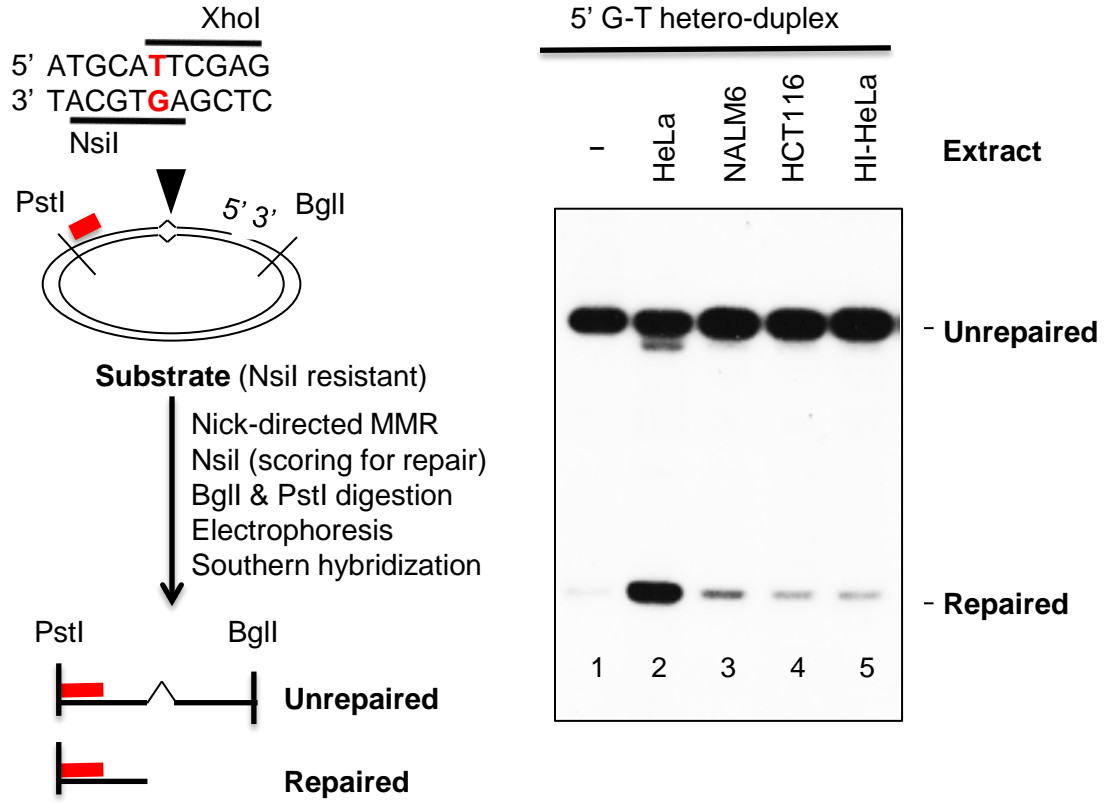 XhoI
5’ ATGCATTCGAG
3’ TACGTGAGCTC
NsiI
PstI
5’ 3’
BglI
Substrate (NsiI resistant)
Nick-directed MMR
NsiI (scoring for repair)
BglI & PstI digestion
Electrophoresis
Southern hybridization
PstI
BglI
Unrepaired
Repaired
5’ G-T hetero-duplex
–
HeLa
NALM6
HCT116
HI-HeLa
Extract
- Unrepaired
- Repaired
1 2 3 4 5